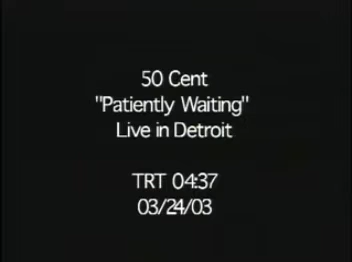 50 Cent
"Patiently Waiting"
Live in Detroit
TRT 04:37
03/24/03